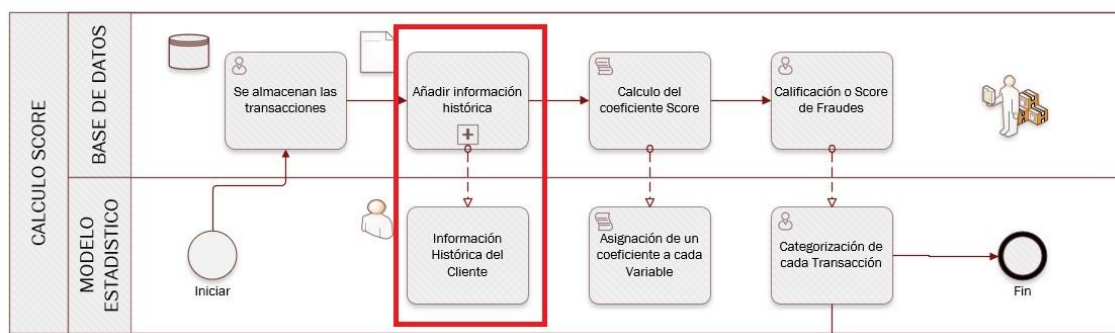 CALCULO SCORE
BASE DE DATOS
Se almacenan las
transacciones
Añadir información
histórica
Calculo del
coeficiente Score
Calificación o Score
de Fraudes
MODELO
ESTADISTICO
Iniciar
Información
Histórica del
Cliente
Asignación de un
coeficiente a cada
Variable
Categorización de
cada Transacción
Fin